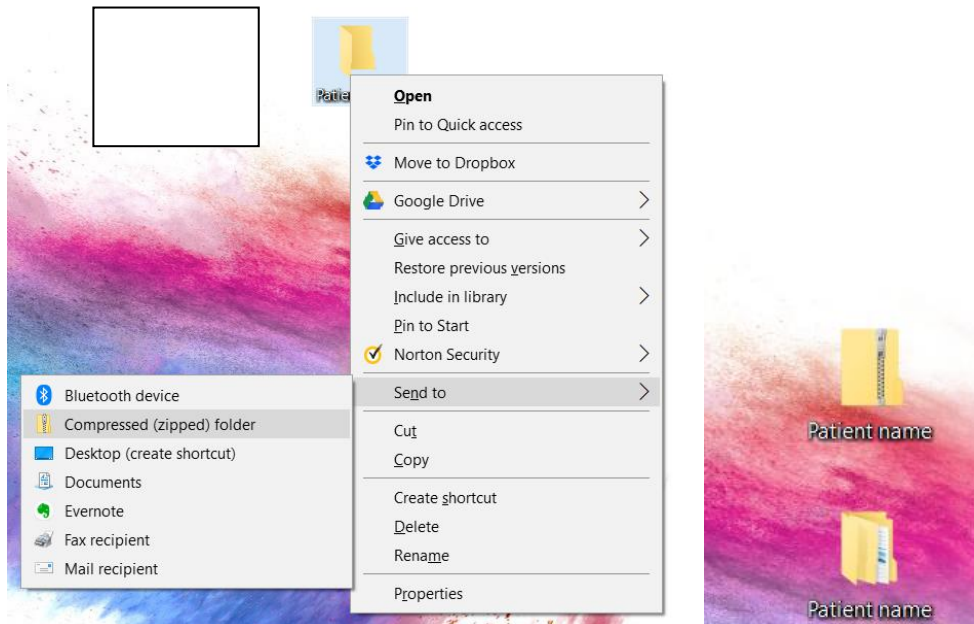 Patie
Open
Pin to Quick access
Move to Dropbox
Google Drive
Give access to
Restore previous versions
Include in library
Pin to Start
Norton Security
Send to
Cut
Copy
Create shortcut
Delete
Rename
Properties
Bluetooth device
Compressed (zipped) folder
Desktop (create shortcut)
Documents
Evernote
Fax recipient
Mail recipient
Patient name
Patient name